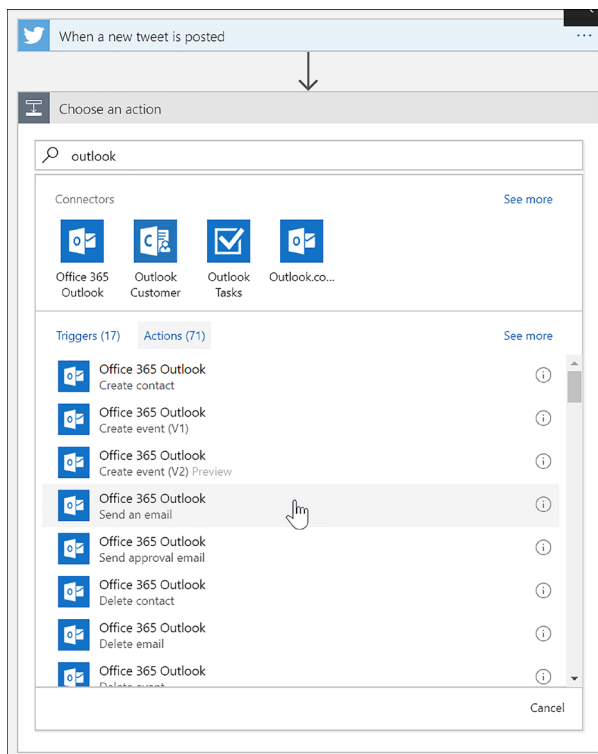 When a new tweet is posted
Choose an action
outlook
Connectors
See more
Office 365
Outlook
Outlook
Customer
Outlook
Tasks
Outlook.co...
Triggers (17)
Actions (71)
See more
Office 365 Outlook
Create contact
Office 365 Outlook
Create event (V1)
Office 365 Outlook
Create event (V2) Preview
Office 365 Outlook
Send an email
Office 365 Outlook
Send approval email
Office 365 Outlook
Delete contact
Office 365 Outlook
Delete email
Office 365 Outlook
Delete event
Cancel